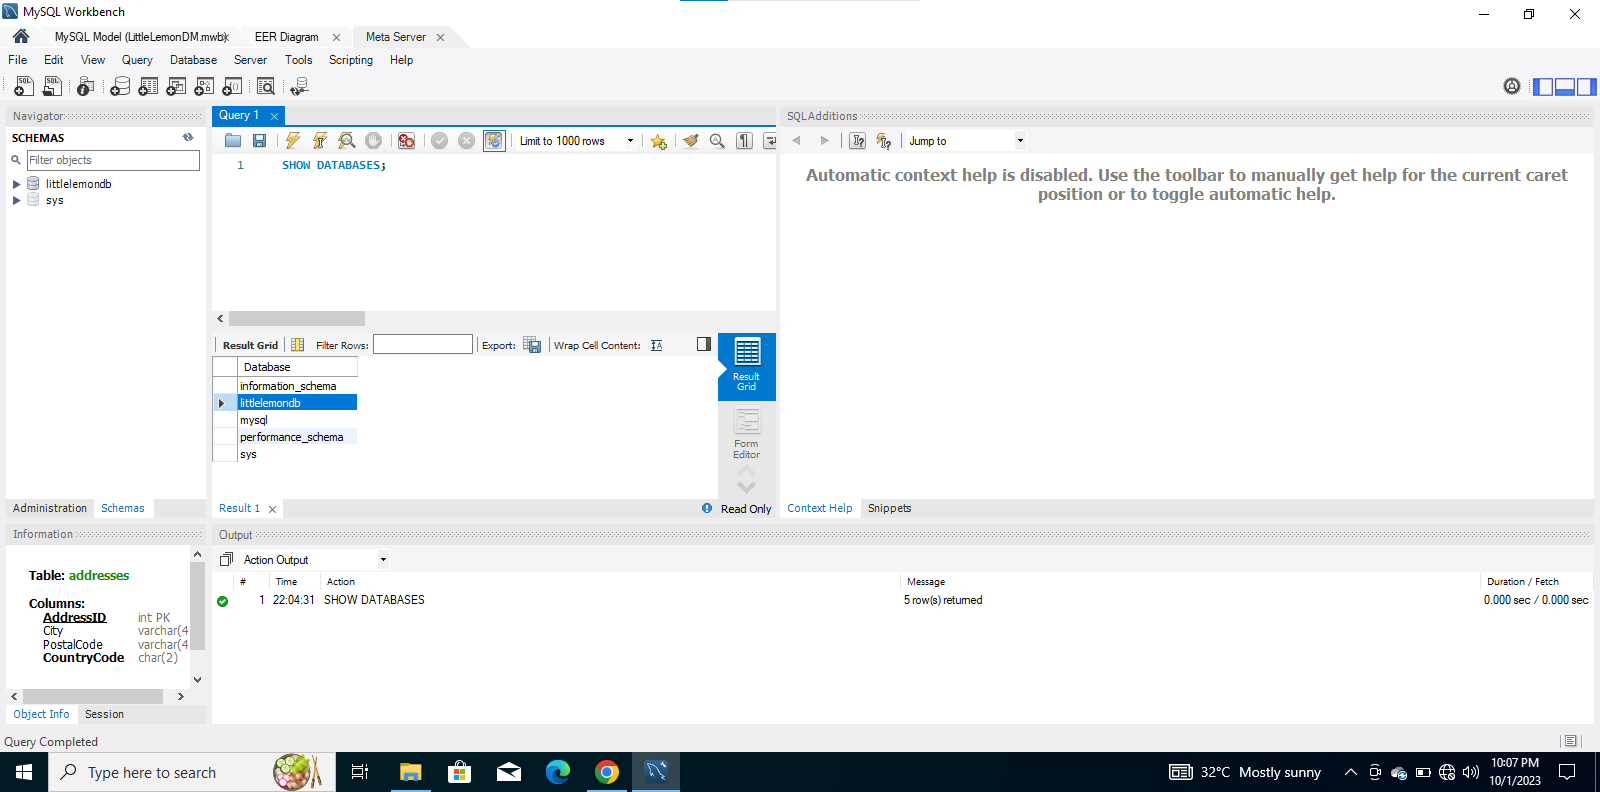 MySQL Workbench
MySQL Model (LittleLemonDM.mwb)
EER Diagram
Meta Server
File Edit View Query Database Server Tools Scripting Help
Navigator
SCHEMAS
Filter objects
littlelemondb
sys
Administration Schemas
Information
Table: addresses
Columns:
AddressID int PK
City varchar(4
PostalCode varchar(4
CountryCode char(2)
Object Info Session
Query 1
Limit to 1000 rows
1 SHOW DATABASES;
Result Grid Filter Rows: Export: Wrap Cell Content:
Database
information_schema
littlelemondb
mysql
performance_schema
sys
Result
Grid
Form
Editor
Result 1
Read Only
SQLAdditions
Jump to
Automatic context help is disabled. Use the toolbar to manually get help for the current caret
position or to toggle automatic help.
Context Help Snippets
Output
Action Output
# Time Action Message Duration / Fetch
1 22:04:31 SHOW DATABASES 5 row(s) returned 0.000 sec / 0.000 sec
Query Completed
Type here to search
32°C Mostly sunny
10:07 PM
10/1/2023